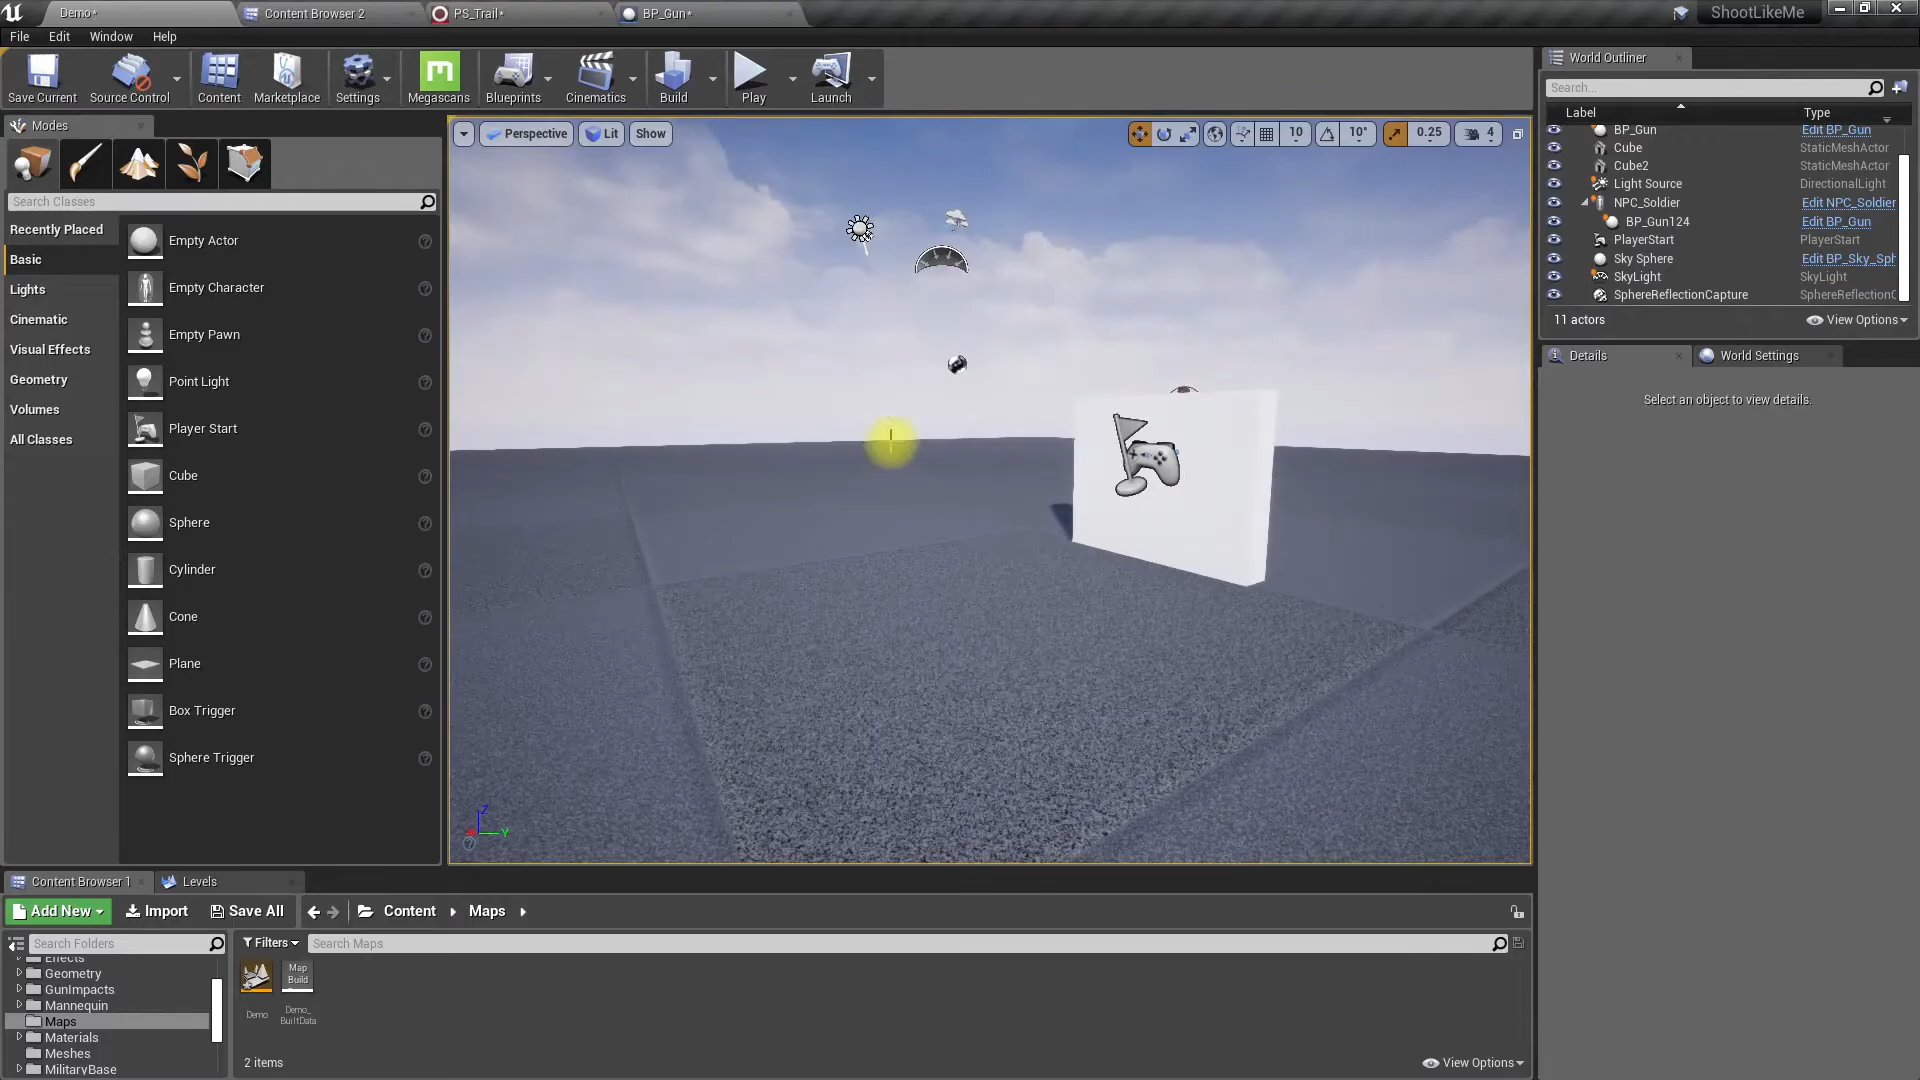 Demo*
Content Browser 2
PS_Trail*
BP_Gun*
ShootLikeMe
File
Edit
Window
Help
Save Current
Source Control
Content
Marketplace
Settings
Megascans
Blueprints
Cinematics
Build
Play
Launch
Modes
Search Classes
Recently Placed
Basic
Lights
Cinematic
Visual Effects
Geometry
Volumes
All Classes
Empty Actor
Empty Character
Empty Pawn
Point Light
Player Start
Cube
Sphere
Cylinder
Cone
Plane
Box Trigger
Sphere Trigger
Perspective
Lit
Show
10
10°
0.25
4
Z
Y
World Outliner
Search...
Label Type
BP_Gun Edit BP_Gun
Cube StaticMeshActor
Cube2 StaticMeshActor
Light Source DirectionalLight
NPC_Soldier Edit NPC_Soldier
BP_Gun124 Edit BP_Gun
PlayerStart PlayerStart
Sky Sphere Edit BP_Sky_Sph
SkyLight SkyLight
SphereReflectionCapture SphereReflectionC
11 actors
View Options
Details
World Settings
Select an object to view details.
Content Browser 1
Levels
Add New
Import
Save All
Content
Maps
Search Folders
Effects
Geometry
GunImpacts
Mannequin
Maps
Materials
Meshes
MilitaryBase
Filters
Search Maps
Map
Build
Demo
Demo_
BuiltData
2 items
View Options